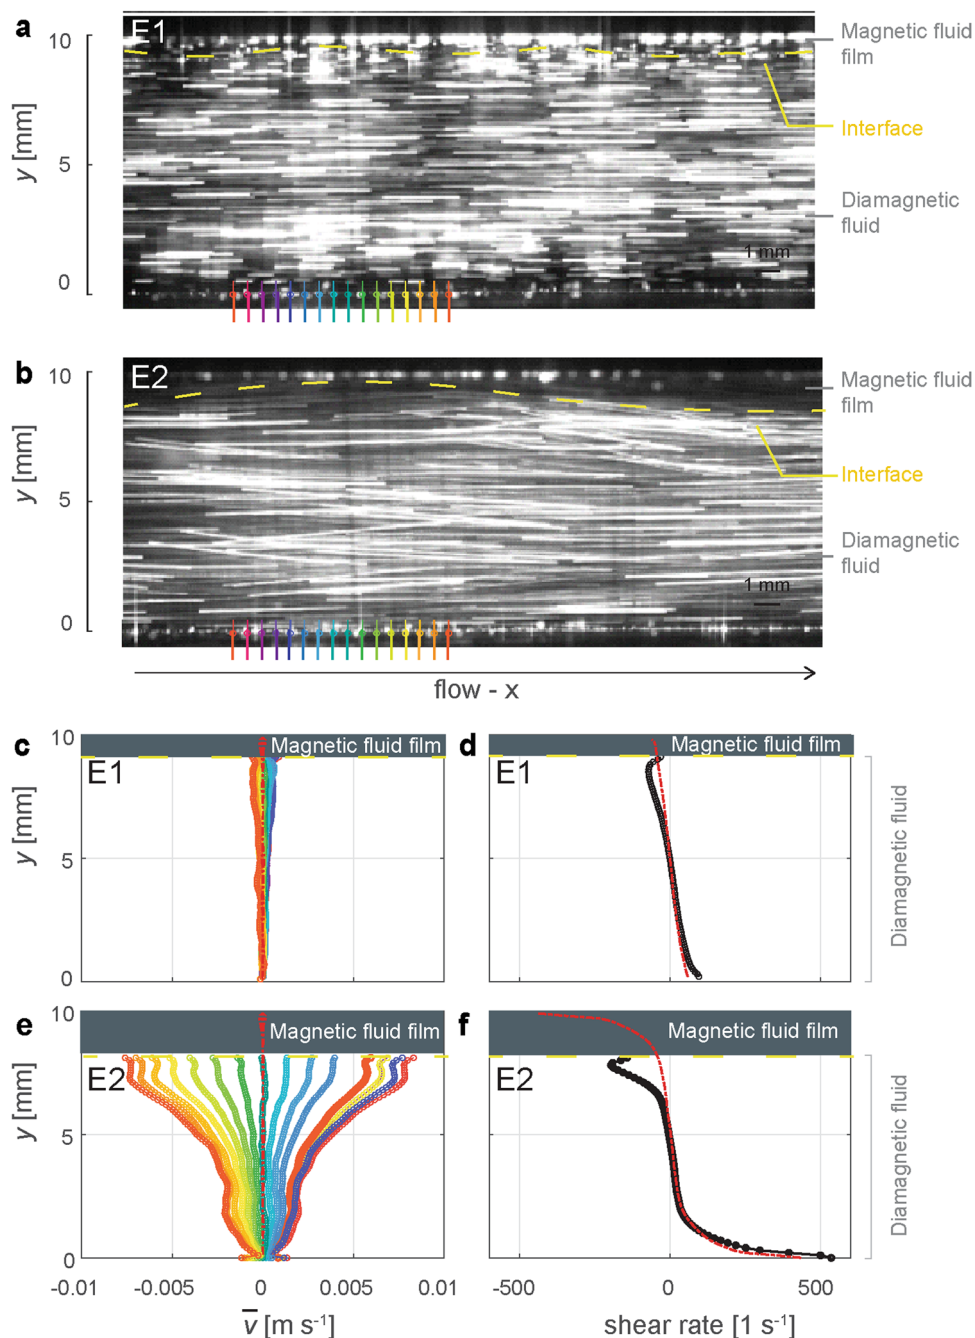 a
E1
10
5
0
y [mm]
Magnetic fluid
film
Interface
Diamagnetic
fluid
1 mm
b
E2
10
5
0
y [mm]
Magnetic fluid
film
Interface
Diamagnetic
fluid
1 mm
flow - x
c
10
5
0
y [mm]
Magnetic fluid film
E1
d
Magnetic fluid film
E1
Diamagnetic fluid
e
10
5
0
y [mm]
Magnetic fluid film
E2
-0.01
-0.005
0
0.005
0.01
v̅ [m s⁻¹]
f
Magnetic fluid film
E2
Diamagnetic fluid
-500
0
500
shear rate [1 s⁻¹]